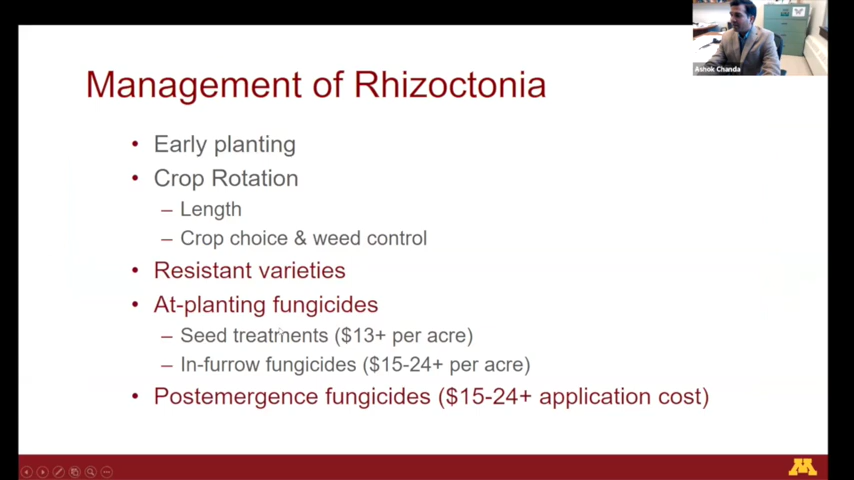 Ashok Chanda
Management of Rhizoctonia
• Early planting
• Crop Rotation
– Length
– Crop choice & weed control
• Resistant varieties
• At-planting fungicides
– Seed treatments ($13+ per acre)
– In-furrow fungicides ($15-24+ per acre)
• Postemergence fungicides ($15-24+ application cost)
M